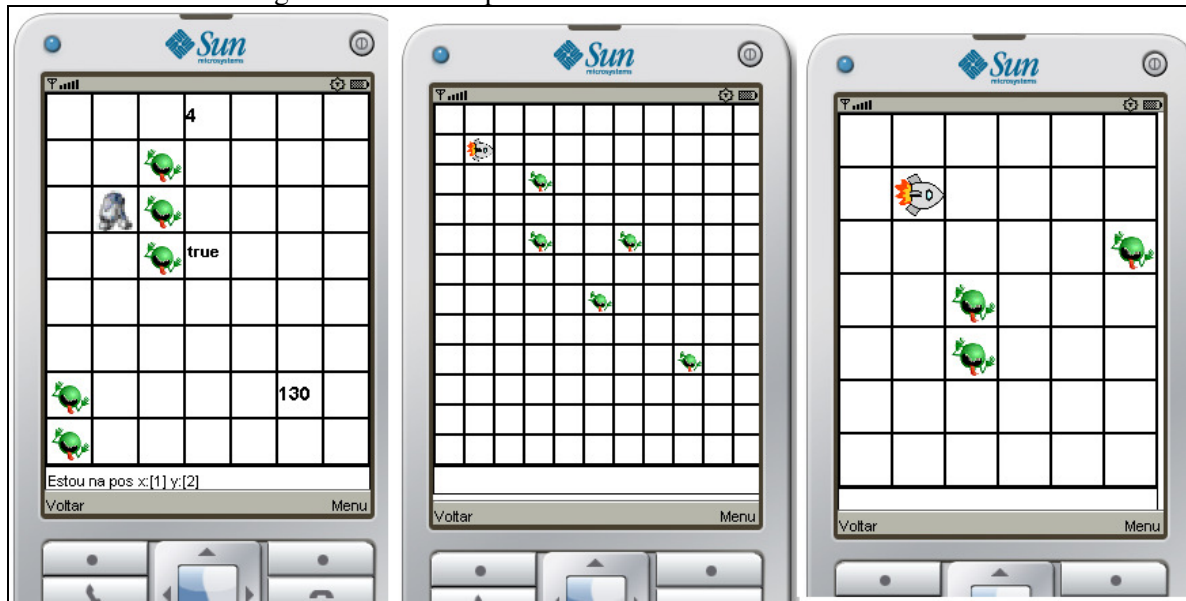 Sun
microsystems
4
true
130
Estou na pos x:[1] y:[2]
Voltar Menu
Sun
microsystems
Voltar Menu
Sun
microsystems
Voltar Menu